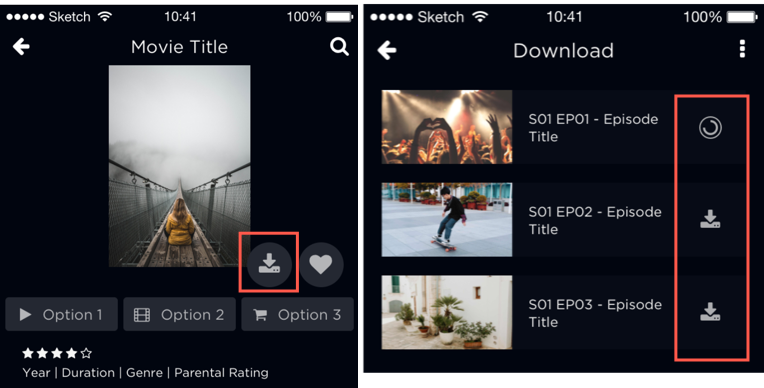 Sketch 10:41 100%
Movie Title
Option 1 Option 2 Option 3
Year | Duration | Genre | Parental Rating
Sketch 10:41 100%
Download
S01 EP01 - Episode
Title
S01 EP02 - Episode
Title
S01 EP03 - Episode
Title